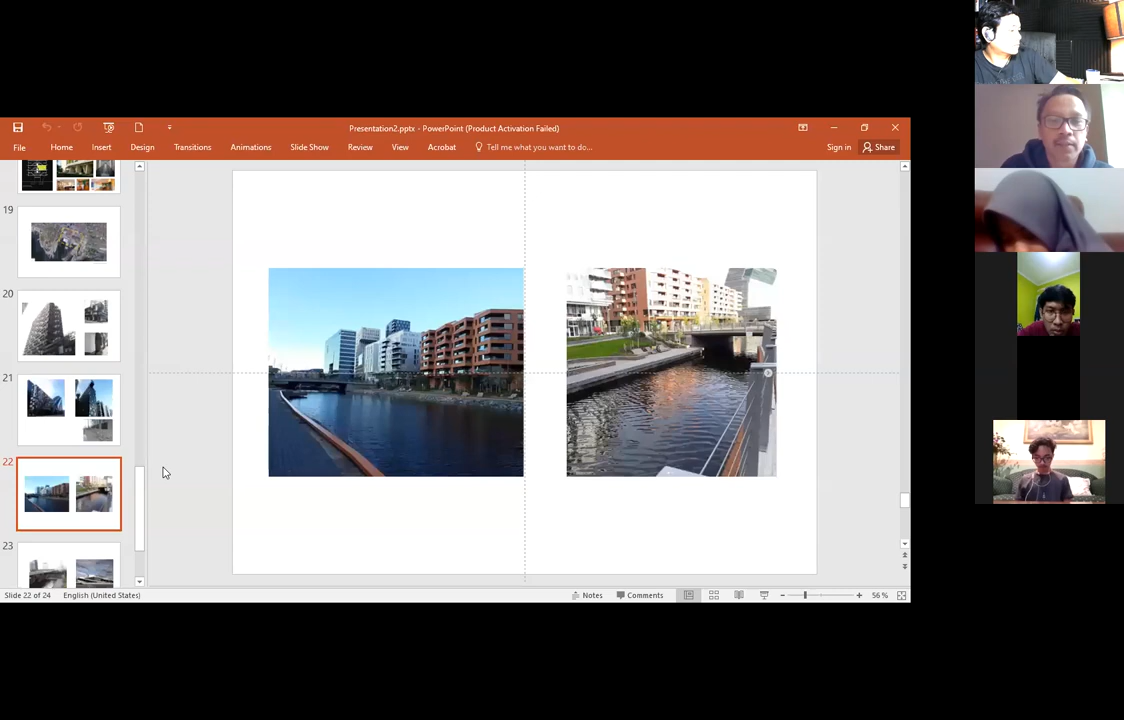 Presentation2.pptx - PowerPoint (Product Activation Failed)
File Home Insert Design Transitions Animations Slide Show Review View Acrobat Tell me what you want to do... Sign in Share
19
20
21
22
23
Slide 22 of 24 English (United States) Notes Comments 56 %